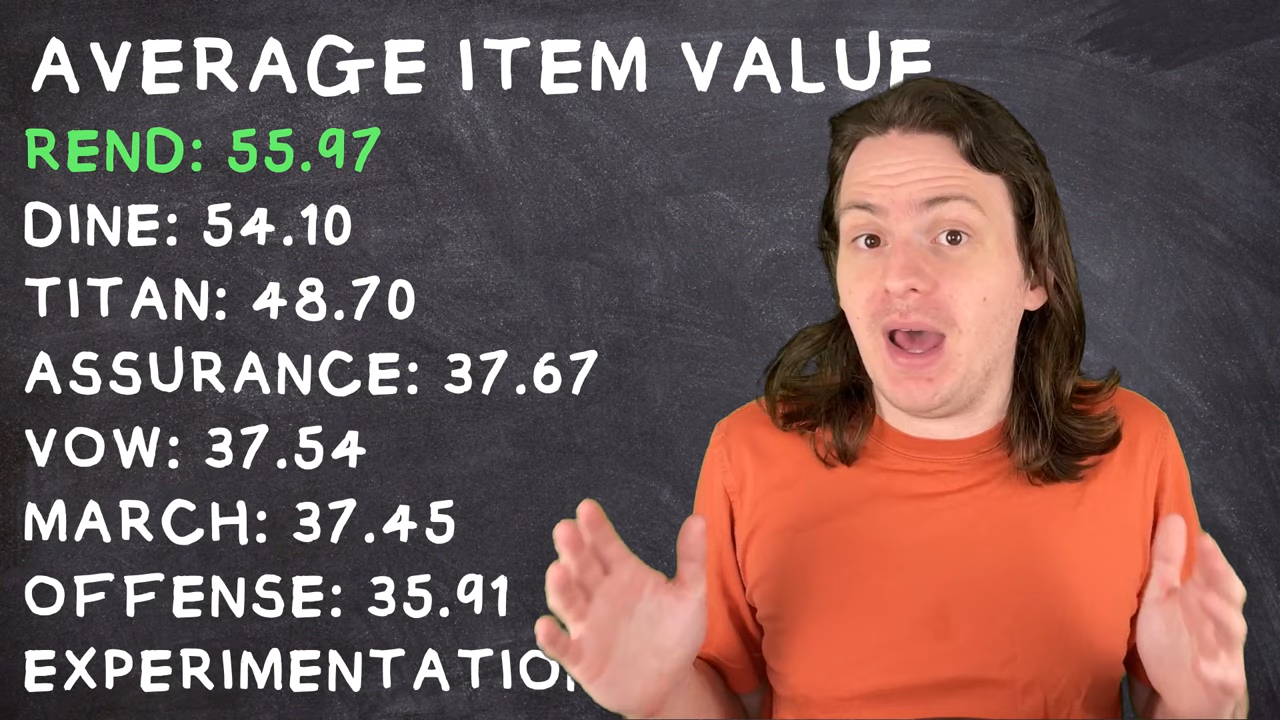 AVERAGE ITEM VALUE
REND: 55.97
DINE: 54.10
TITAN: 48.70
ASSURANCE: 37.67
VOW: 37.54
MARCH: 37.45
OFFENSE: 35.91
EXPERIMENTATION